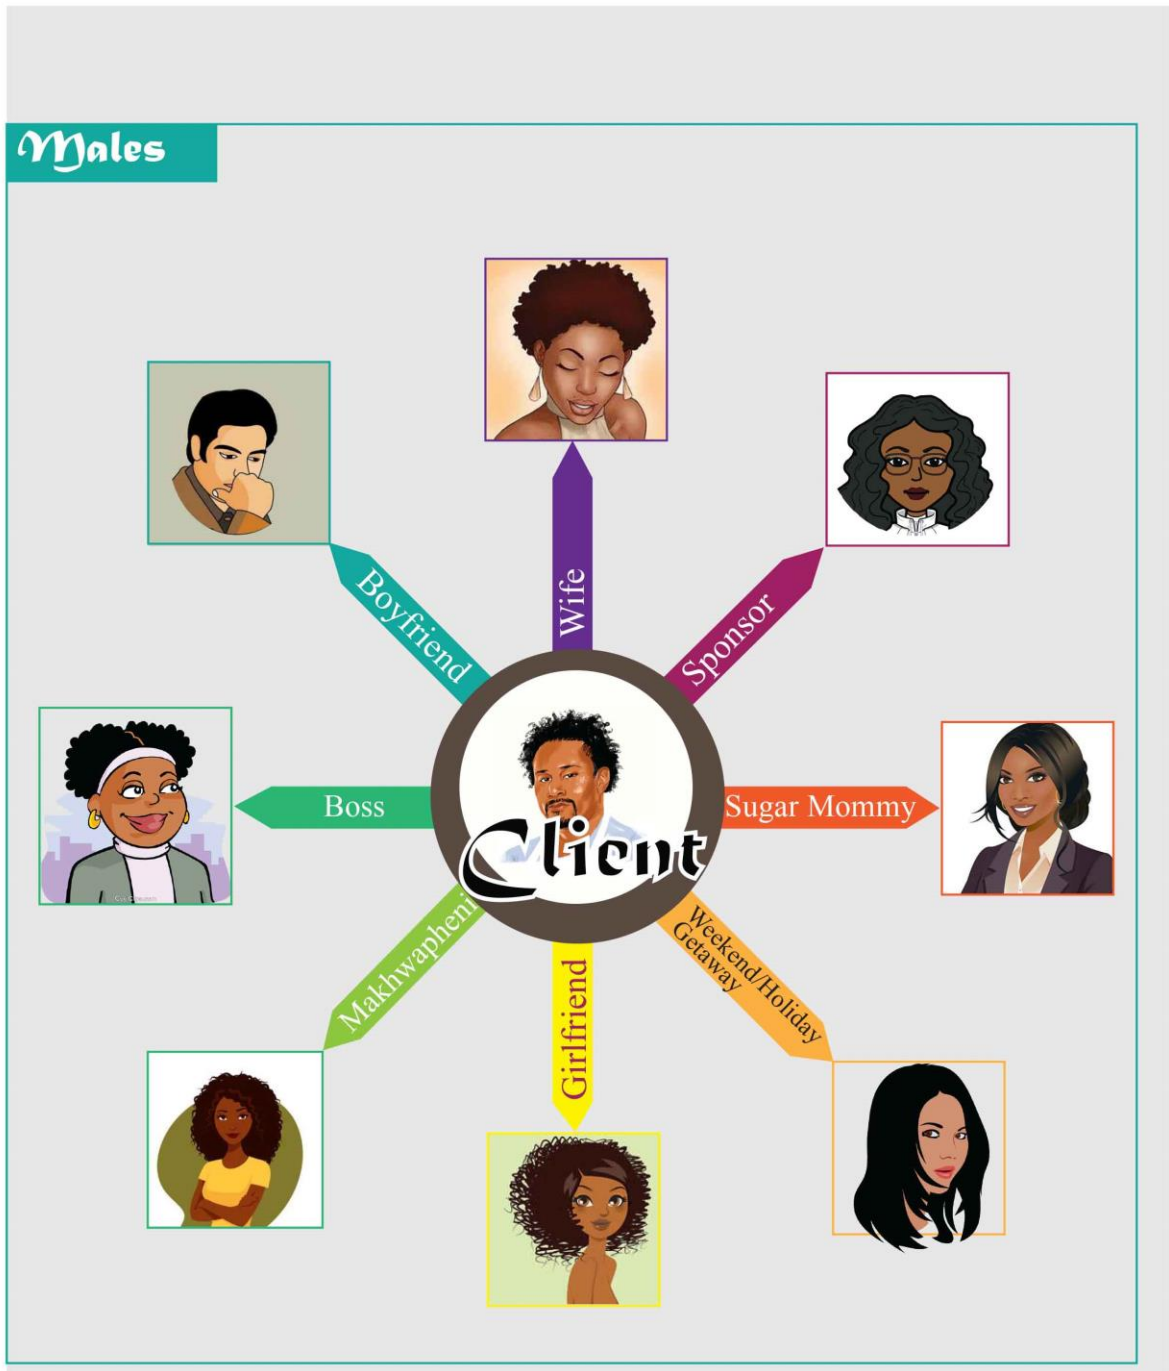 Males
Wife
Boyfriend
Sponsor
Boss
Sugar Mommy
Client
Makhwapheni
Weekend/Holiday
Getaway
Girlfriend